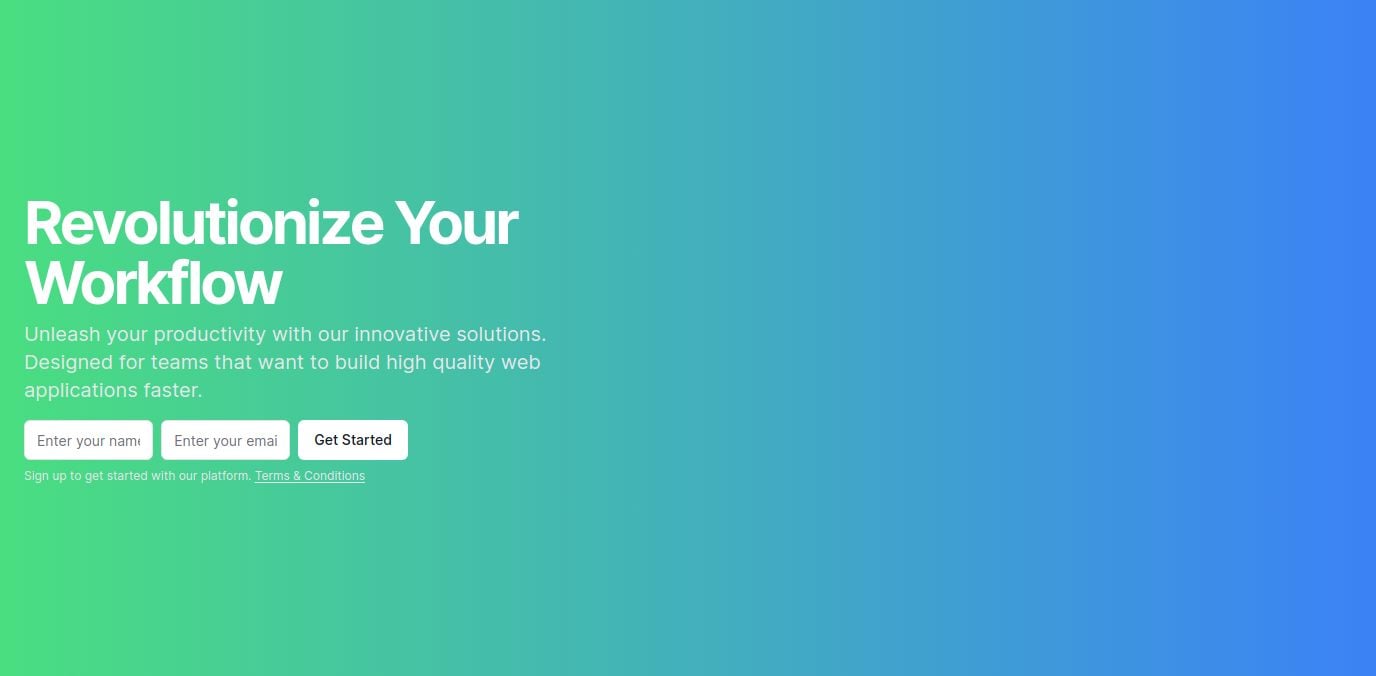 Revolutionize Your
Workflow
Unleash your productivity with our innovative solutions.
Designed for teams that want to build high quality web
applications faster.
Enter your name Enter your emai Get Started
Sign up to get started with our platform. Terms & Conditions